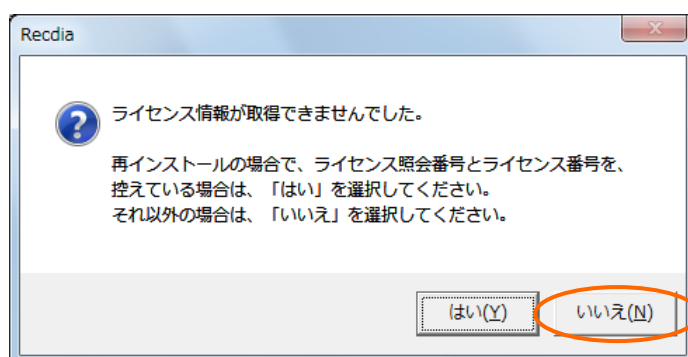 Recdia
ライセンス情報が取得できませんでした。
再インストールの場合で、ライセンス照会番号とライセンス番号を、
控えている場合は、「はい」を選択してください。
それ以外の場合は、「いいえ」を選択してください。
はい(Y)
いいえ(N)